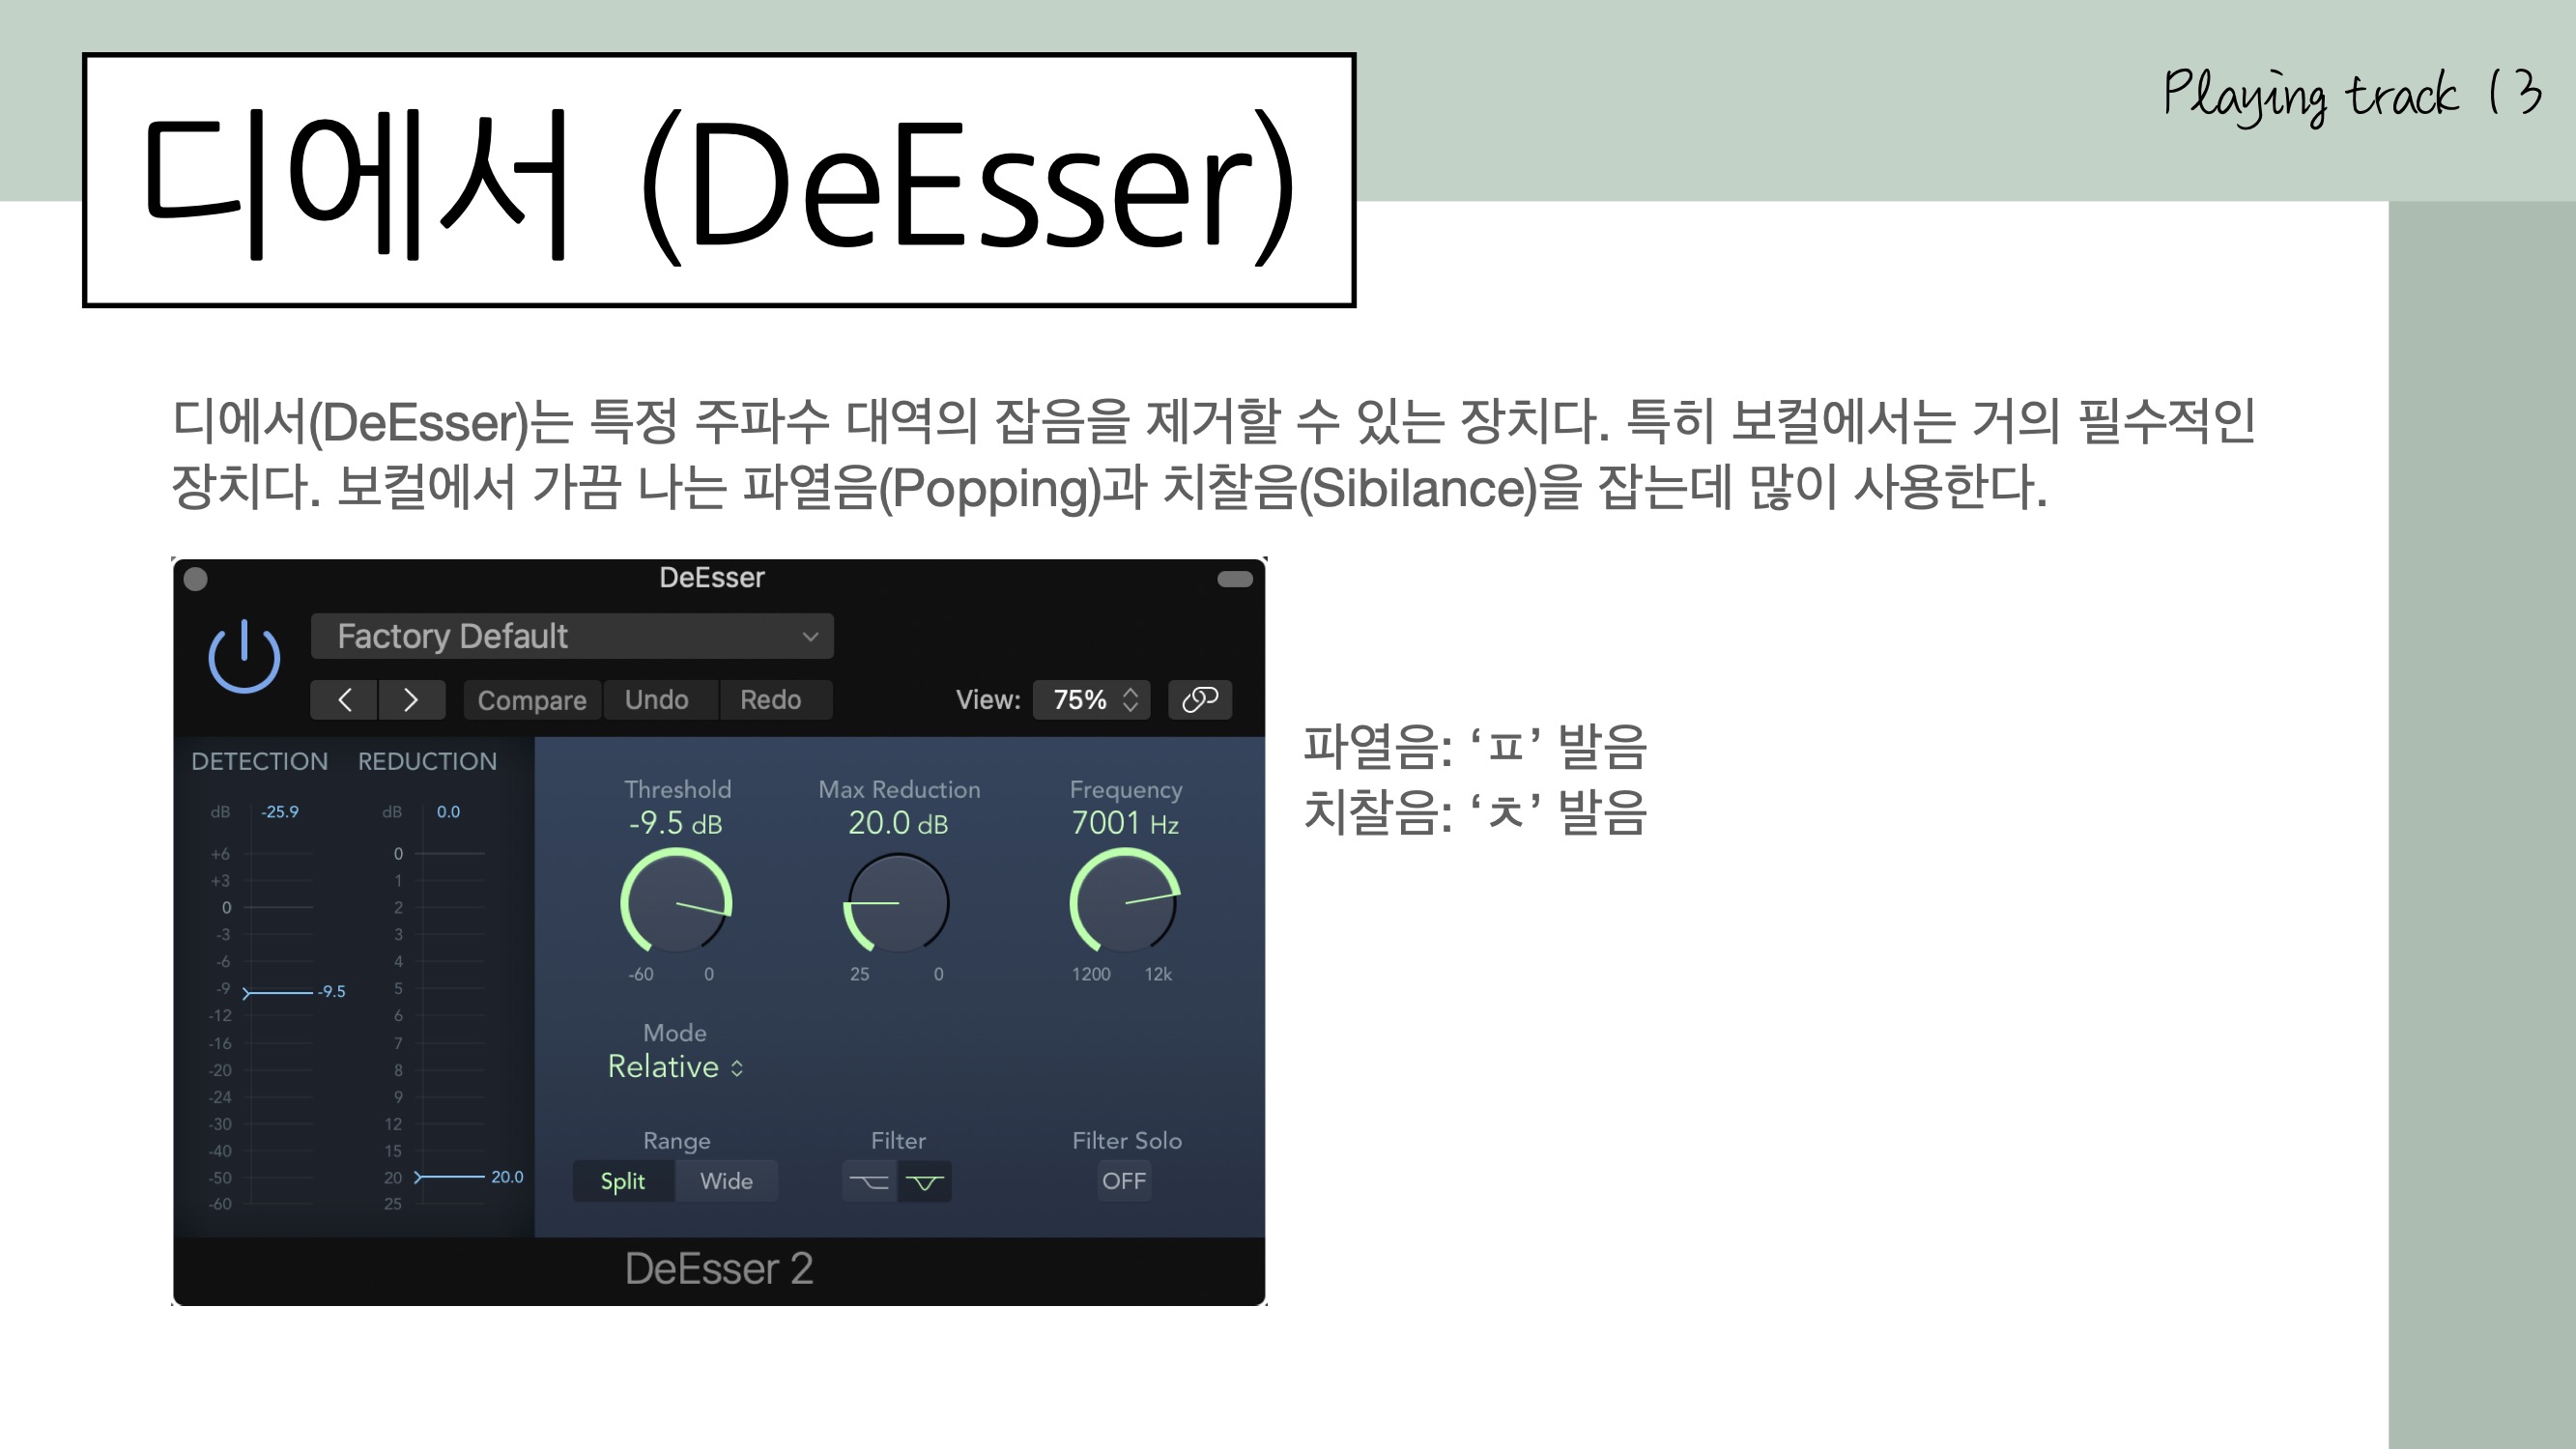 디에서 (DeEsser)
Playing track 13
디에서(DeEsser)는 특정 주파수 대역의 잡음을 제거할 수 있는 장치다. 특히 보컬에서는 거의 필수적인
장치다. 보컬에서 가끔 나는 파열음(Popping)과 치찰음(Sibilance)을 잡는데 많이 사용한다.
DeEsser
Factory Default
Compare Undo Redo View: 75%
DETECTION REDUCTION
dB -25.9 dB 0.0
+6 0
+3 1
0 2
-3 3
-6 4
-9 -9.5 5
-12 6
-16 7
-20 8
-24 9
-30 12
-40 15
-50 20 20.0
-60 25
Threshold Max Reduction Frequency
-9.5 dB 20.0 dB 7001 Hz
-60 0 25 0 1200 12k
Mode
Relative
Range Filter Filter Solo
Split Wide OFF
DeEsser 2
파열음: ‘ㅍ’ 발음
치찰음: ‘ㅊ’ 발음